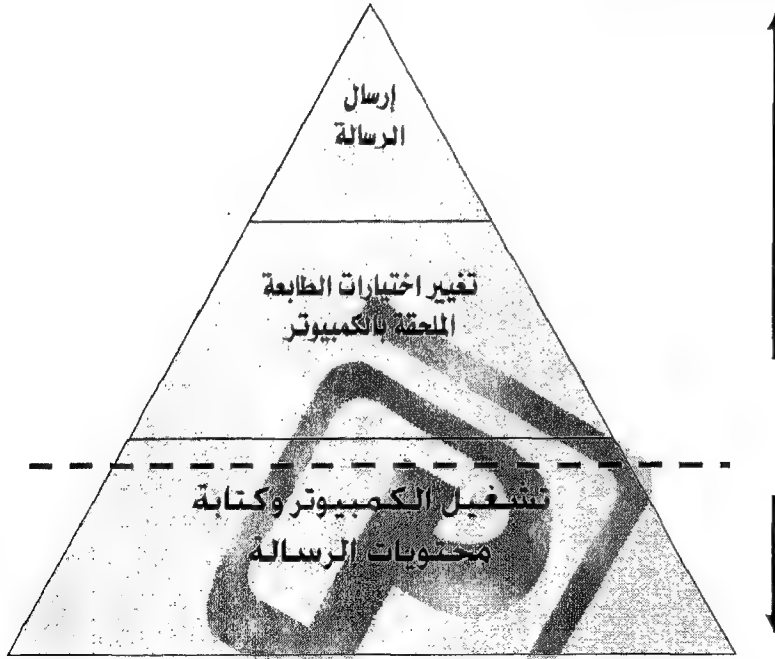 إرسال
الرسالة
تغيير اختيارات الطابعة
الملحقة بالكمبيوتر
تشغيل الكمبيوتر وكتابة
محتويات الرسالة